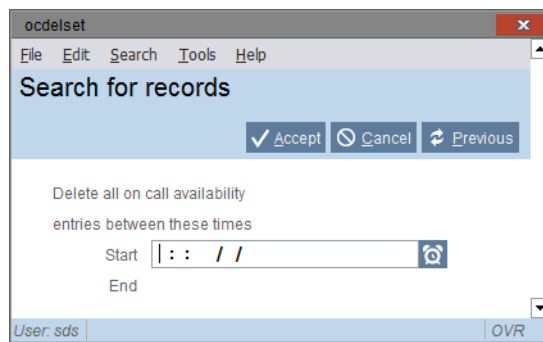 ocdelset
File Edit Search Tools Help
Search for records
Accept Cancel Previous
Delete all on call availability
entries between these times
Start : : / /
End
User: sds OVR